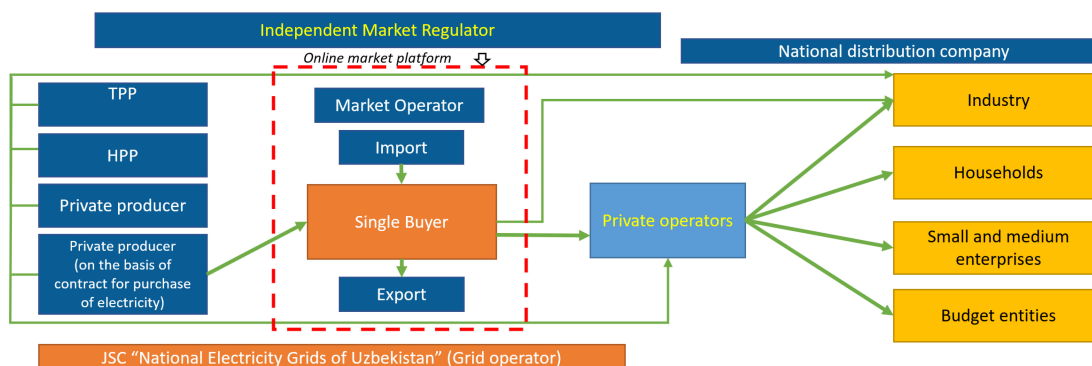 Independent Market Regulator
Online market platform
National distribution company
TPP
HPP
Private producer
Private producer
(on the basis of
contract for purchase
of electricity)
Market Operator
Import
Single Buyer
Export
Private operators
Industry
Households
Small and medium
enterprises
Budget entities
JSC “National Electricity Grids of Uzbekistan” (Grid operator)